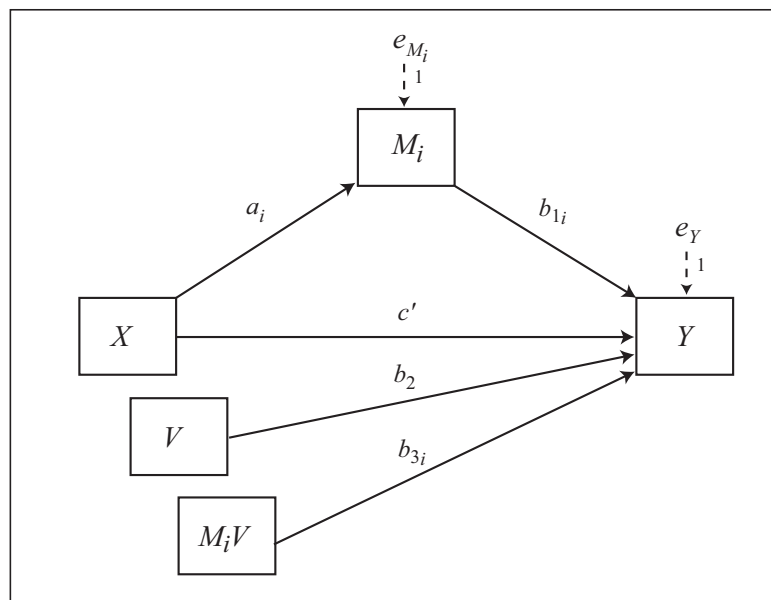 e_{M_i}
1
M_i
a_i
b_{1i}
e_Y
1
X
c'
Y
b_2
V
b_{3i}
M_iV